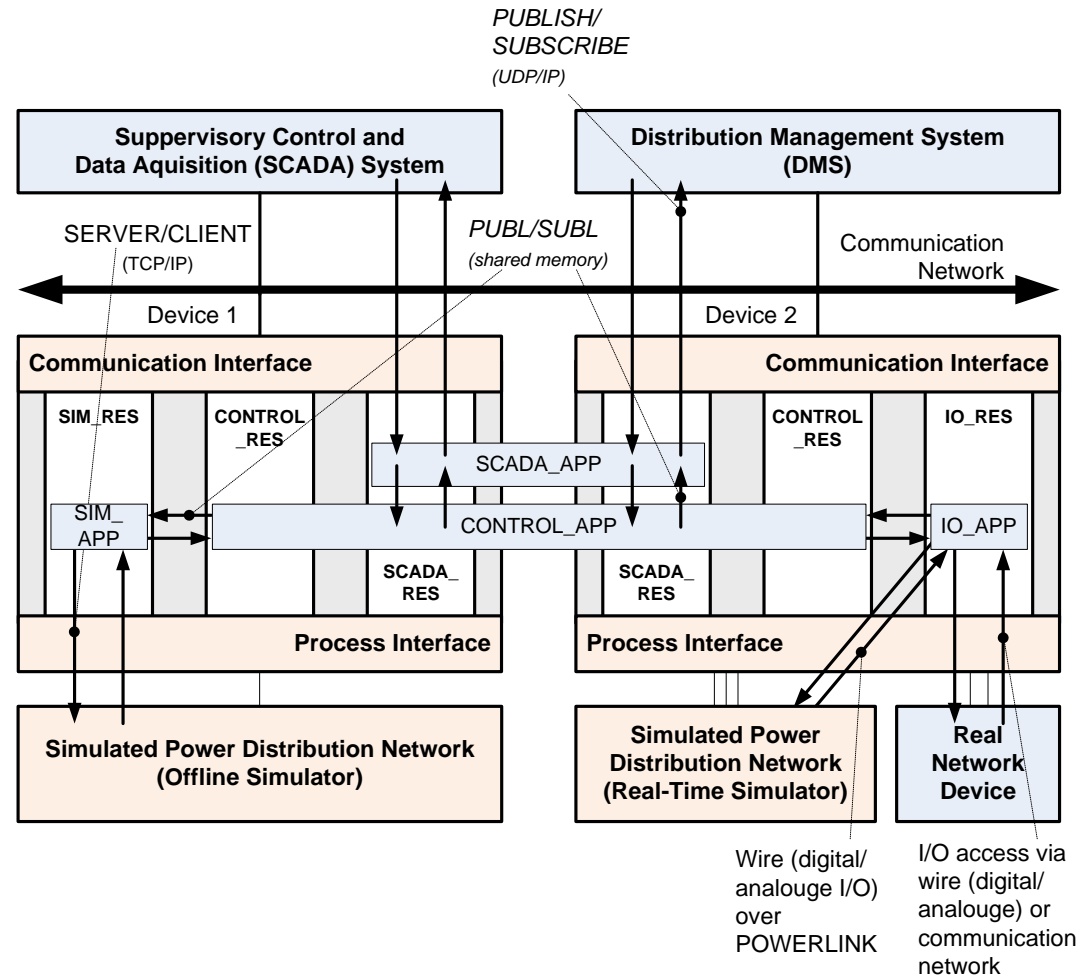 PUBLISH/
SUBSCRIBE
(UDP/IP)
Suppervisory Control and
Data Aquisition (SCADA) System
Distribution Management System
(DMS)
SERVER/CLIENT
(TCP/IP)
PUBL/SUBL
(shared memory)
Communication
Network
Device 1
Device 2
Communication Interface
Communication Interface
SIM_RES
CONTROL
_RES
CONTROL
_RES
IO_RES
SCADA_APP
SIM_
APP
CONTROL_APP
IO_APP
SCADA_
RES
SCADA_
RES
Process Interface
Process Interface
Simulated Power Distribution Network
(Offline Simulator)
Simulated Power
Distribution Network
(Real-Time Simulator)
Real
Network
Device
Wire (digital/
analouge I/O)
over
POWERLINK
I/O access via
wire (digital/
analouge) or
communication
network